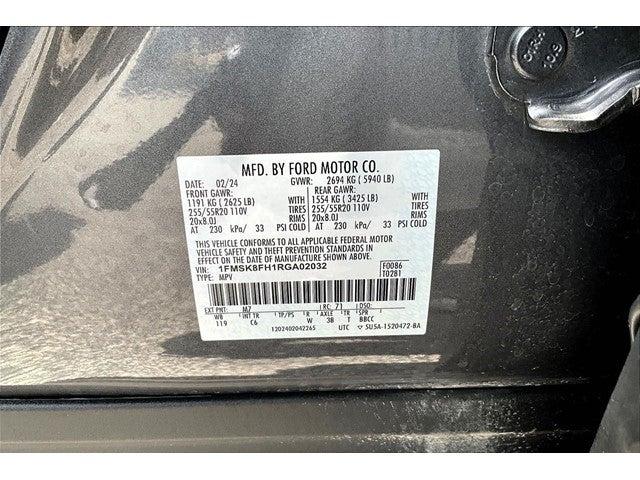 MFD. BY FORD MOTOR CO.
DATE: 02/24 GVWR: 2694 KG ( 5940 LB)
FRONT GAWR: REAR GAWR:
1191 KG ( 2625 LB) WITH 1554 KG ( 3425 LB) WITH
255/55R20 110V TIRES 255/55R20 110V TIRES
20x8.0J RIMS 20x8.0J RIMS
AT 230 kPa/ 33 PSI COLD AT 230 kPa/ 33 PSI COLD
THIS VEHICLE CONFORMS TO ALL APPLICABLE FEDERAL MOTOR
VEHICLE SAFETY AND THEFT PREVENTION STANDARDS IN EFFECT
ON THE DATE OF MANUFACTURE SHOWN ABOVE.
VIN: 1FMSK8FH1RGA02032 F0086
TYPE: MPV T0281
EXT PNT: M7 RC: 71 DSO:
WB INT TR TP/PS R AXLE TR
119 C6 W 3B T BBCC
1202402042265 UTC SU5A-1520472-BA